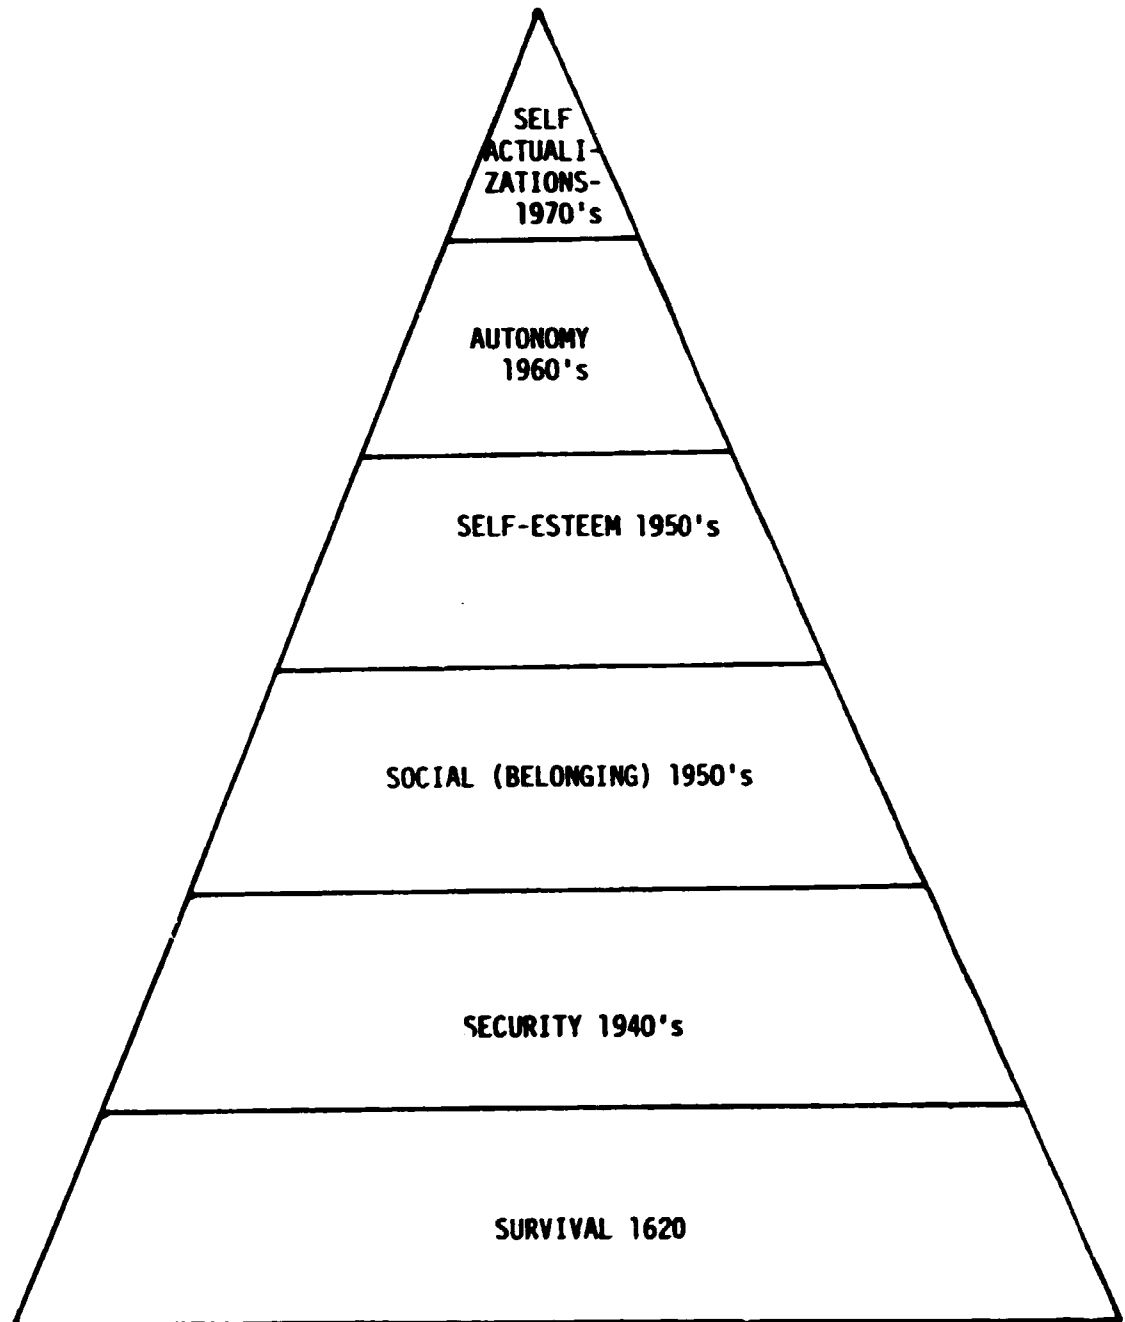 SELF
ACTUALI-
ZATIONS-
1970's
AUTONOMY
1960's
SELF-ESTEEM 1950's
SOCIAL (BELONGING) 1950's
SECURITY 1940's
SURVIVAL 1620